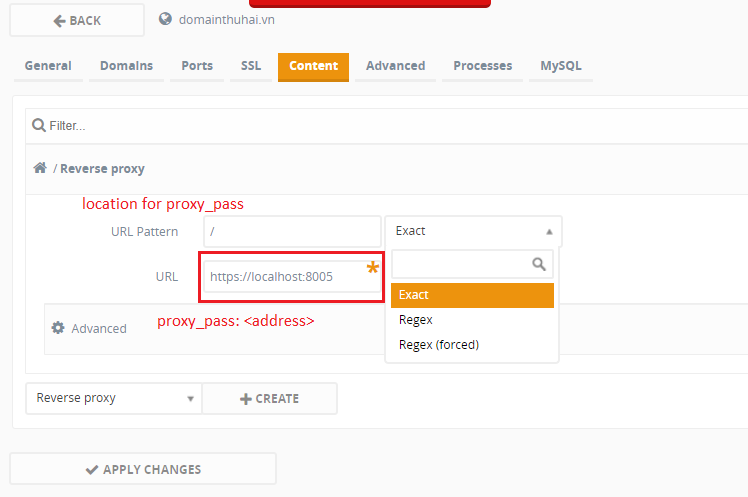 BACK
domainthuhai.vn
General Domains Ports SSL Content Advanced Processes MySQL
Filter...
/ Reverse proxy
location for proxy_pass
URL Pattern / Exact
URL https://localhost:8005 *
Exact
Regex
Regex (forced)
Advanced
proxy_pass: <address>
Reverse proxy CREATE
APPLY CHANGES